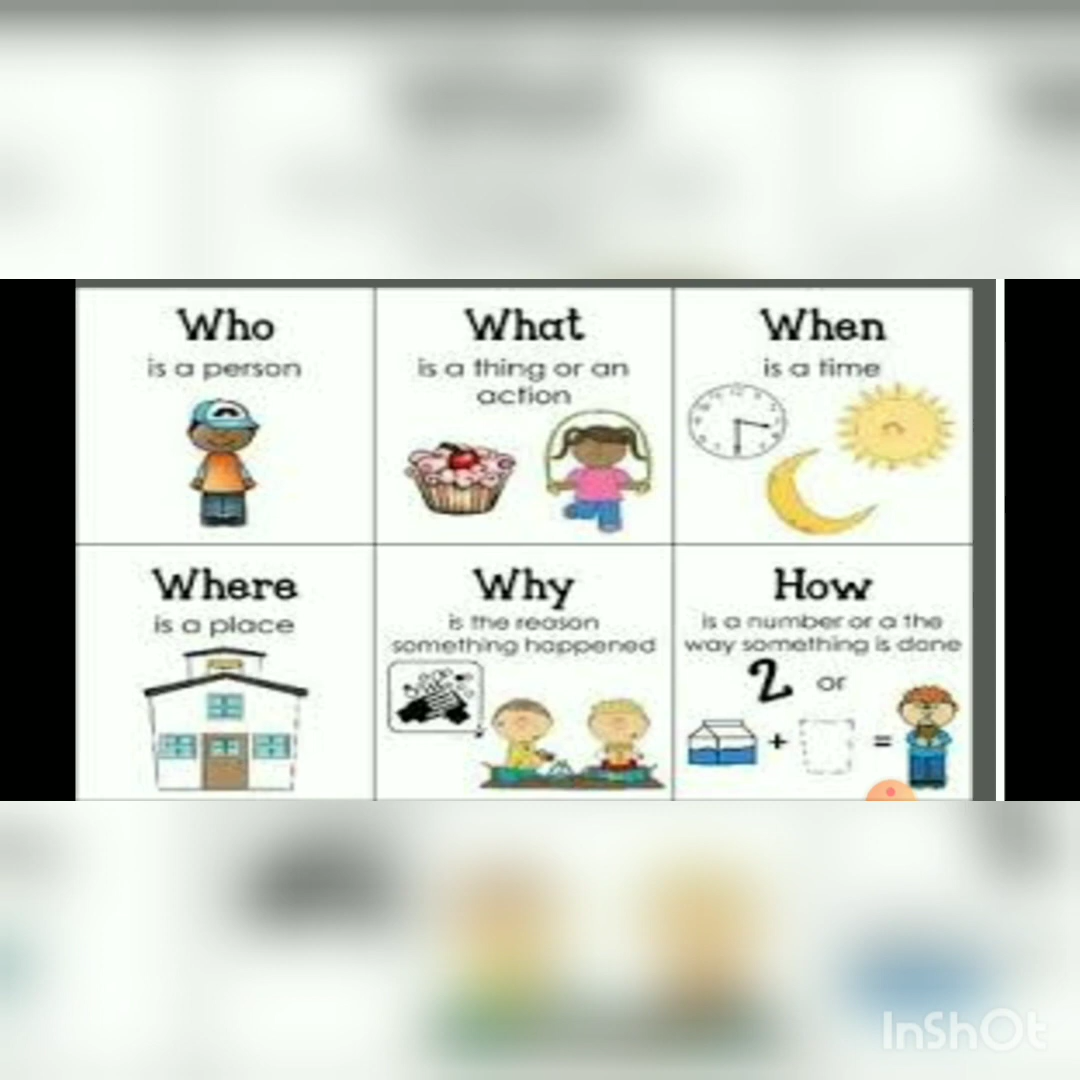 Who
is a person
What
is a thing or an
action
When
is a time
Where
is a place
Why
is the reason
something happened
How
is a number or a the
way something is done
2 or
+ =
InShOt